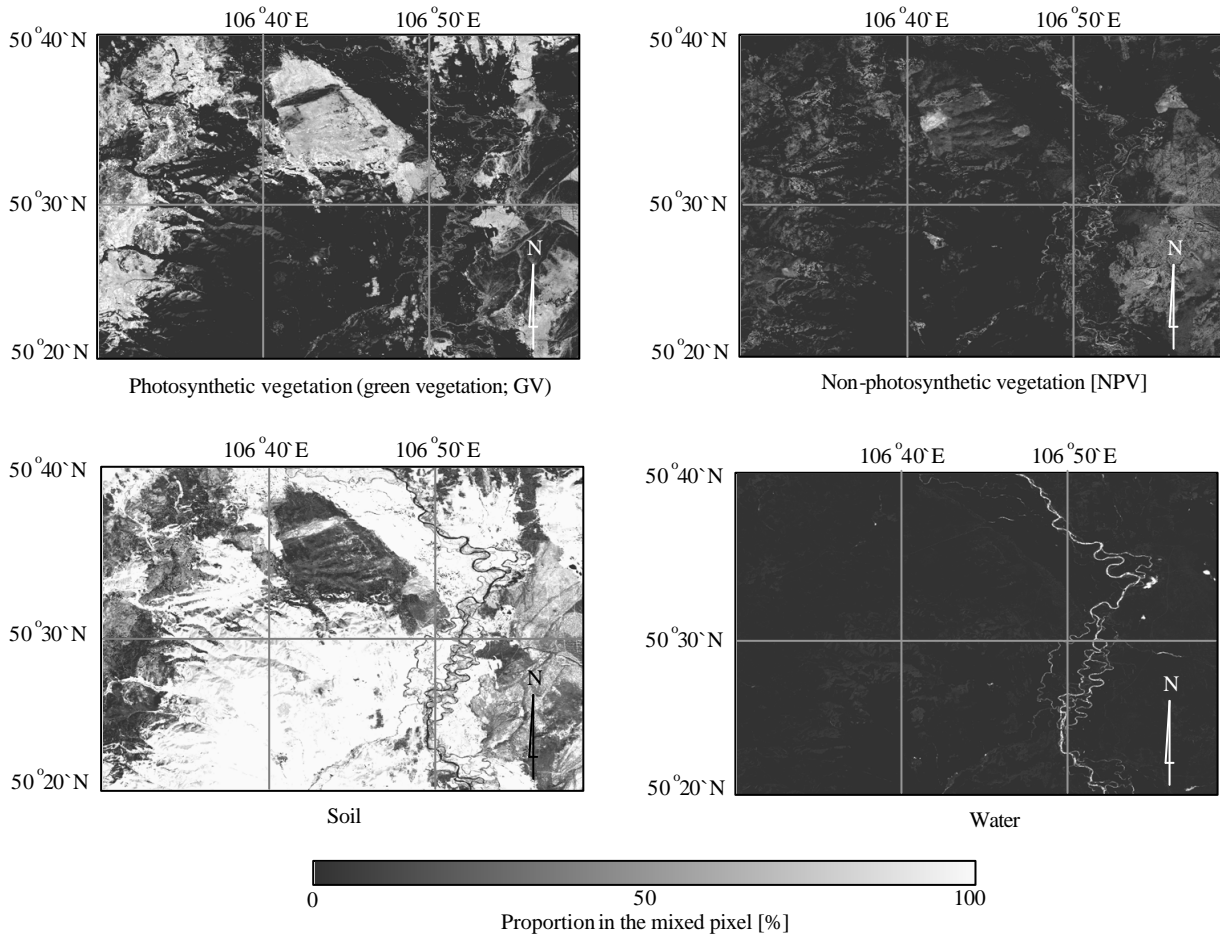 106°40`E 106°50`E 106°40`E 106°50`E
50°40`N 50°40`N
50°30`N 50°30`N
N N
50°20`N 50°20`N
Photosynthetic vegetation (green vegetation; GV) Non-photosynthetic vegetation [NPV]
106°40`E 106°50`E 106°40`E 106°50`E
50°40`N 50°40`N
50°30`N 50°30`N
N N
50°20`N 50°20`N
Soil Water
0 50 100
Proportion in the mixed pixel [%]